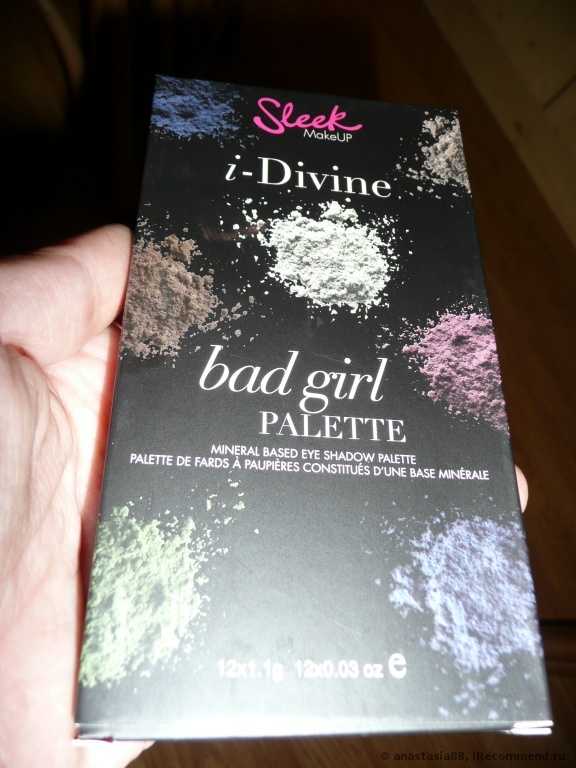 Sleek
MakeUP
i-Divine
bad girl
PALETTE
MINERAL BASED EYE SHADOW PALETTE
PALETTE DE FARDS À PAUPIÈRES CONSTITUÉS D'UNE BASE MINÉRALE
12x1.1g 12x0.03 oz e
© anastasia88, iRecommend.ru